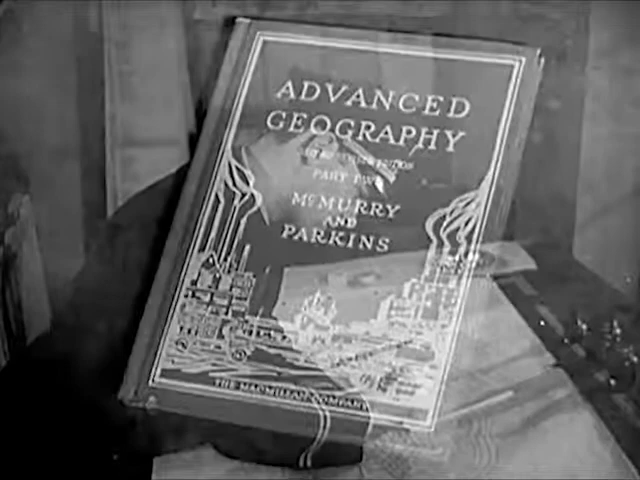 ADVANCED
GEOGRAPHY
PART TWO
McMURRY
AND
PARKINS
THE MACMILLAN COMPANY